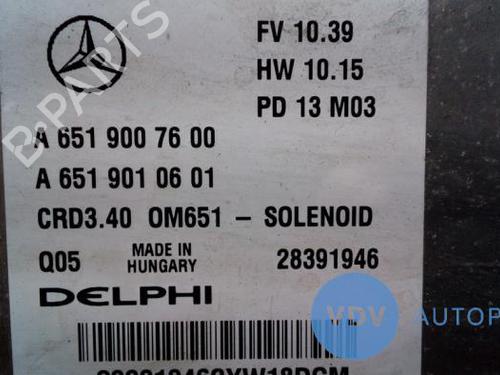 FV 10.39
HW 10.15
PD 13 M03
A 651 900 76 00
A 651 901 06 01
CRD3.40 OM651 – SOLENOID
Q05 MADE IN HUNGARY 28391946
DELPHI
VDV AUTOP
B-PARTS